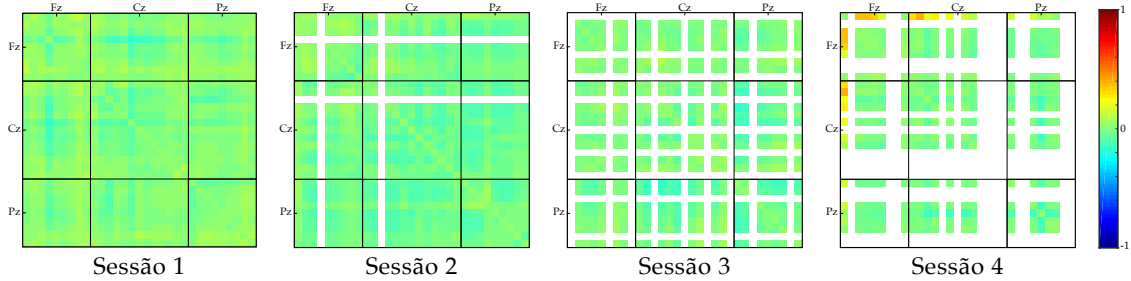 Fz Cz Pz Fz Cz Pz Fz Cz Pz Fz Cz Pz 1
Fz Fz Fz Fz
Cz Cz Cz Cz 0
Pz Pz Pz Pz
-1
Sessão 1 Sessão 2 Sessão 3 Sessão 4